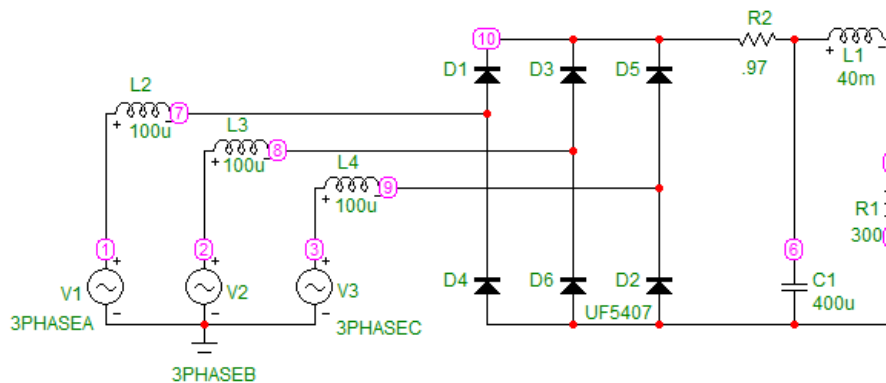 R2
10
D1
D3
D5
L1
.97
40m
L2
7
100u
L3
8
100u
L4
9
100u
R1
300
1
2
3
6
V1
V2
V3
D4
D6
D2
C1
400u
UF5407
3PHASEA
3PHASEC
3PHASEB